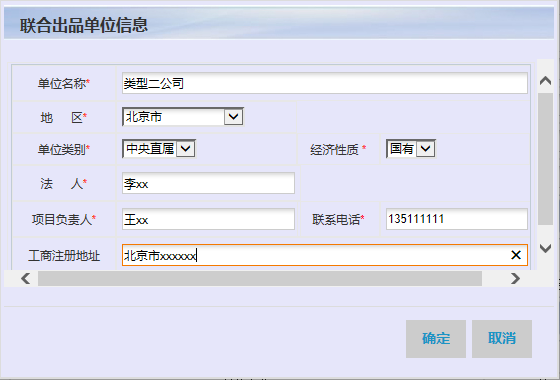 联合出品单位信息
单位名称* 类型二公司
地 区* 北京市
单位类别* 中央直属 经济性质 * 国有
法 人* 李xx
项目负责人* 王xx 联系电话* 135111111
工商注册地址 北京市xxxxxx
确定 取消